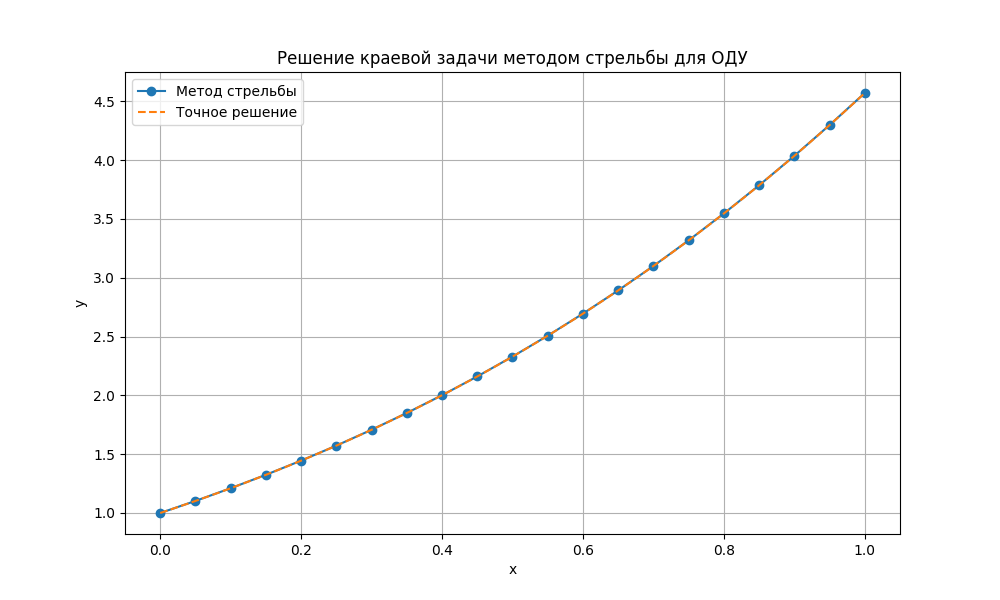 Решение краевой задачи методом стрельбы для ОДУ
Метод стрельбы
Точное решение
4.5
4.0
3.5
3.0
2.5
2.0
1.5
1.0
y
0.0 0.2 0.4 0.6 0.8 1.0
x